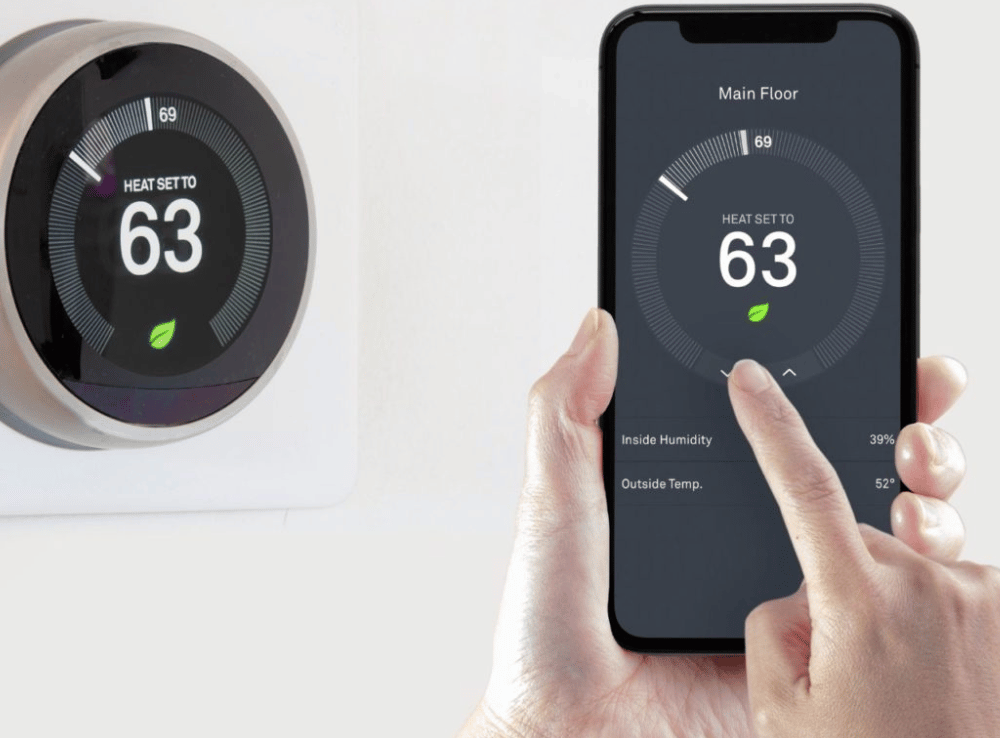 69
HEAT SET TO
63
Main Floor
69
HEAT SET TO
63
Inside Humidity 39%
Outside Temp. 52°